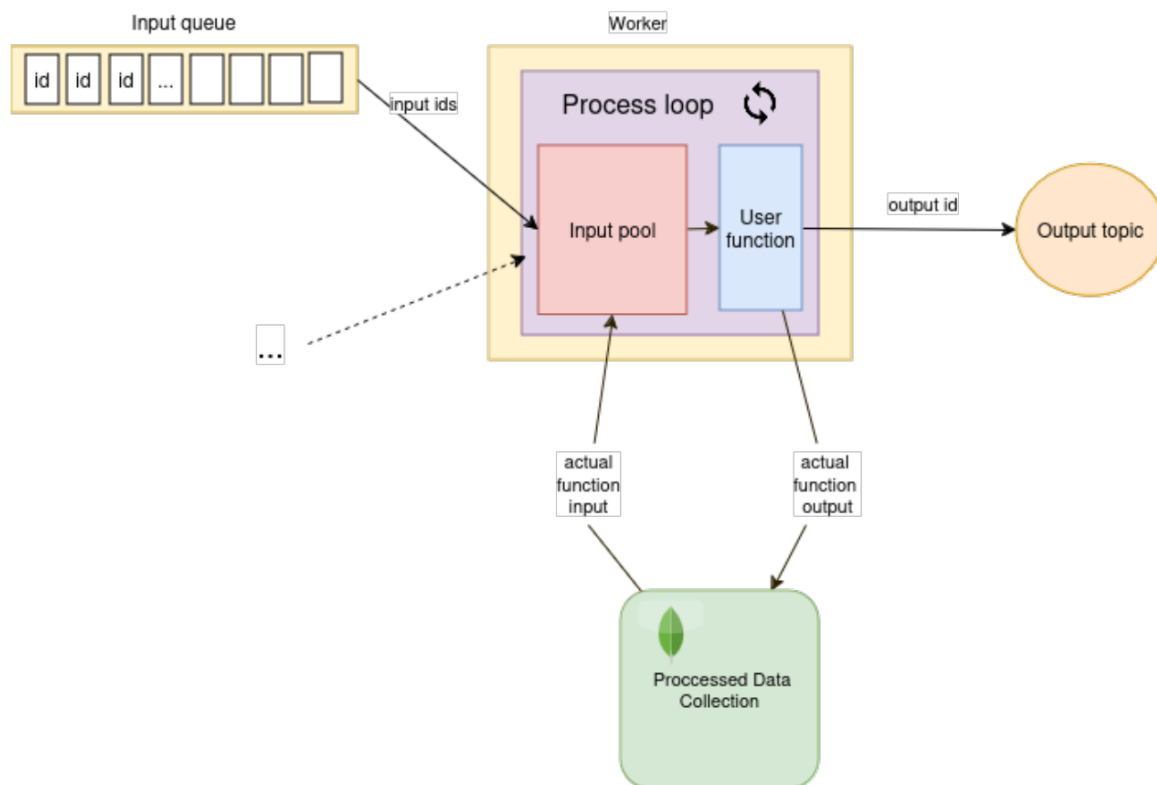 Input queue
Worker
id id id ...
input ids
Process loop
Input pool
User
function
output id
Output topic
...
actual
function
input
actual
function
output
Proccessed Data
Collection